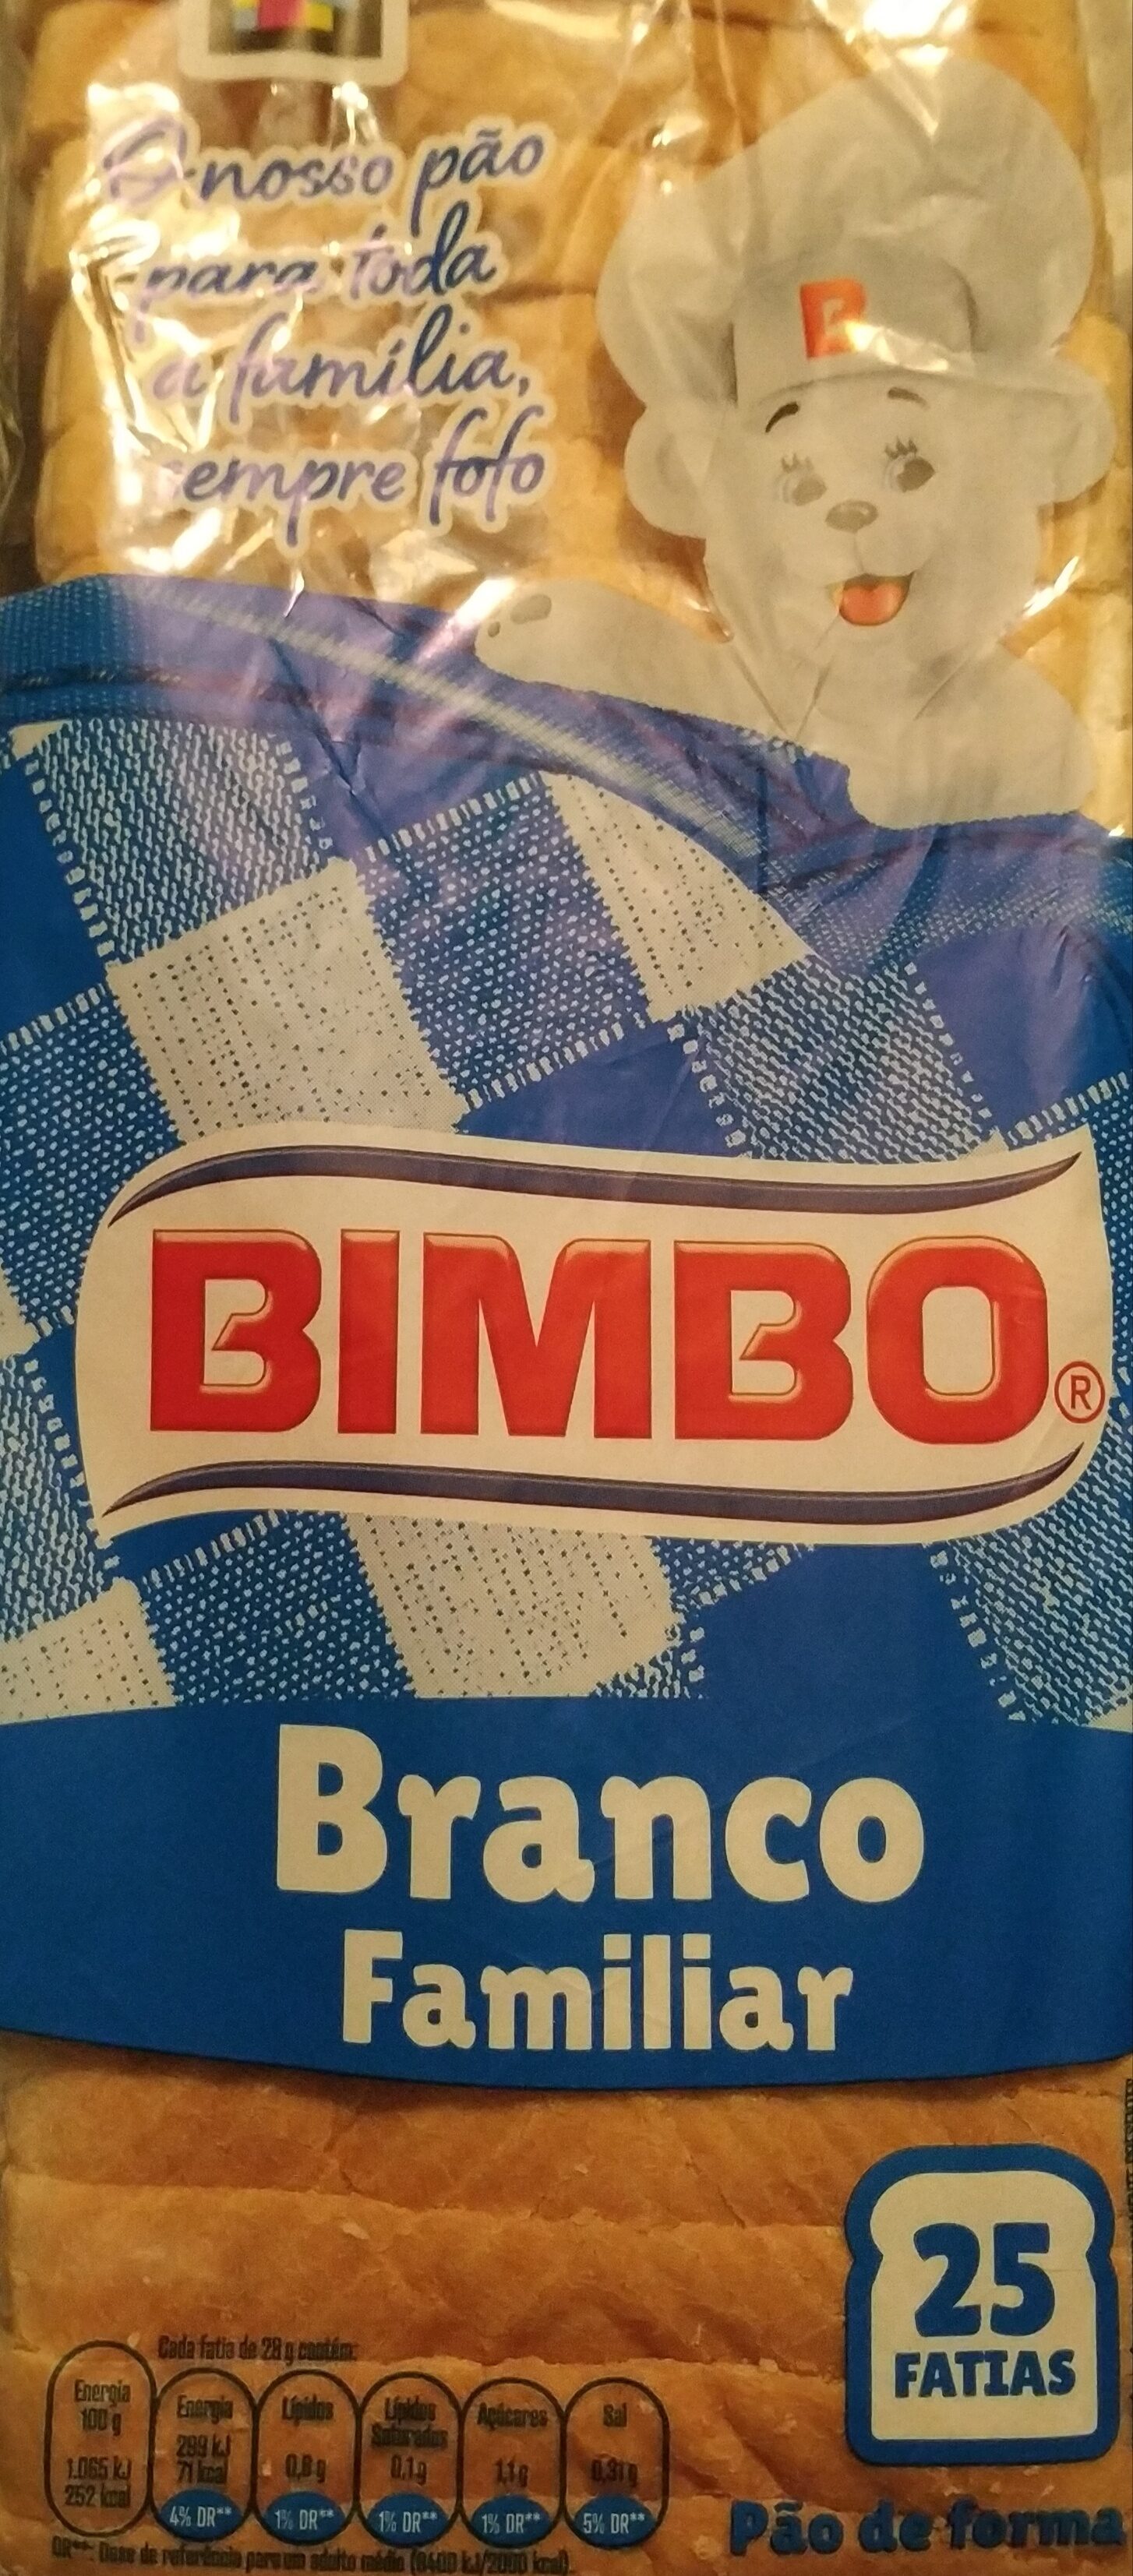 O nosso pão
para toda
a família,
sempre fofo
B
BIMBO®
Branco
Familiar
25
FATIAS
Cada fatia de 28 g contém:
Energia
100 g
1.065 kJ
252 kcal
Energia
299 kJ
71 kcal
4% DR**
Lípidos
0,8 g
1% DR**
Lípidos
Saturados
0,1 g
1% DR**
Açúcares
1,1 g
1% DR**
Sal
0,31 g
5% DR**
Pão de forma
DR**: Dose de referência para um adulto médio (8400 kJ/2000 kcal).